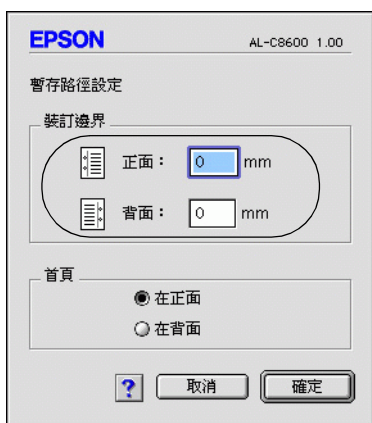 EPSON AL-C8600 1.00
暫存路徑設定
裝訂邊界
正面： 0 mm
背面： 0 mm
首頁
在正面
在背面
? 取消 確定